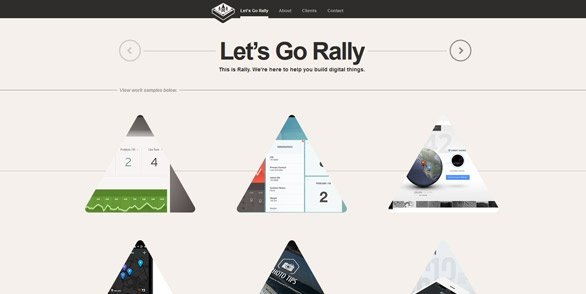 Let's Go Rally
About
Clients
Contact
Let's Go Rally
This is Rally. We're here to help you build digital things.
View work samples below.
2
4
2
42
PHOTO TIPS